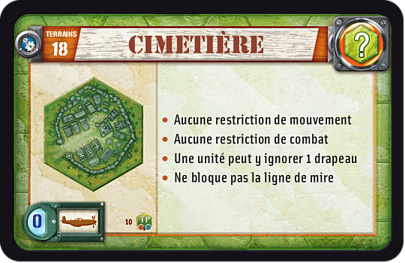 TERRAINS
18
CIMETIÈRE
?
Aucune restriction de mouvement
Aucune restriction de combat
Une unité peut y ignorer 1 drapeau
Ne bloque pas la ligne de mire
0
10